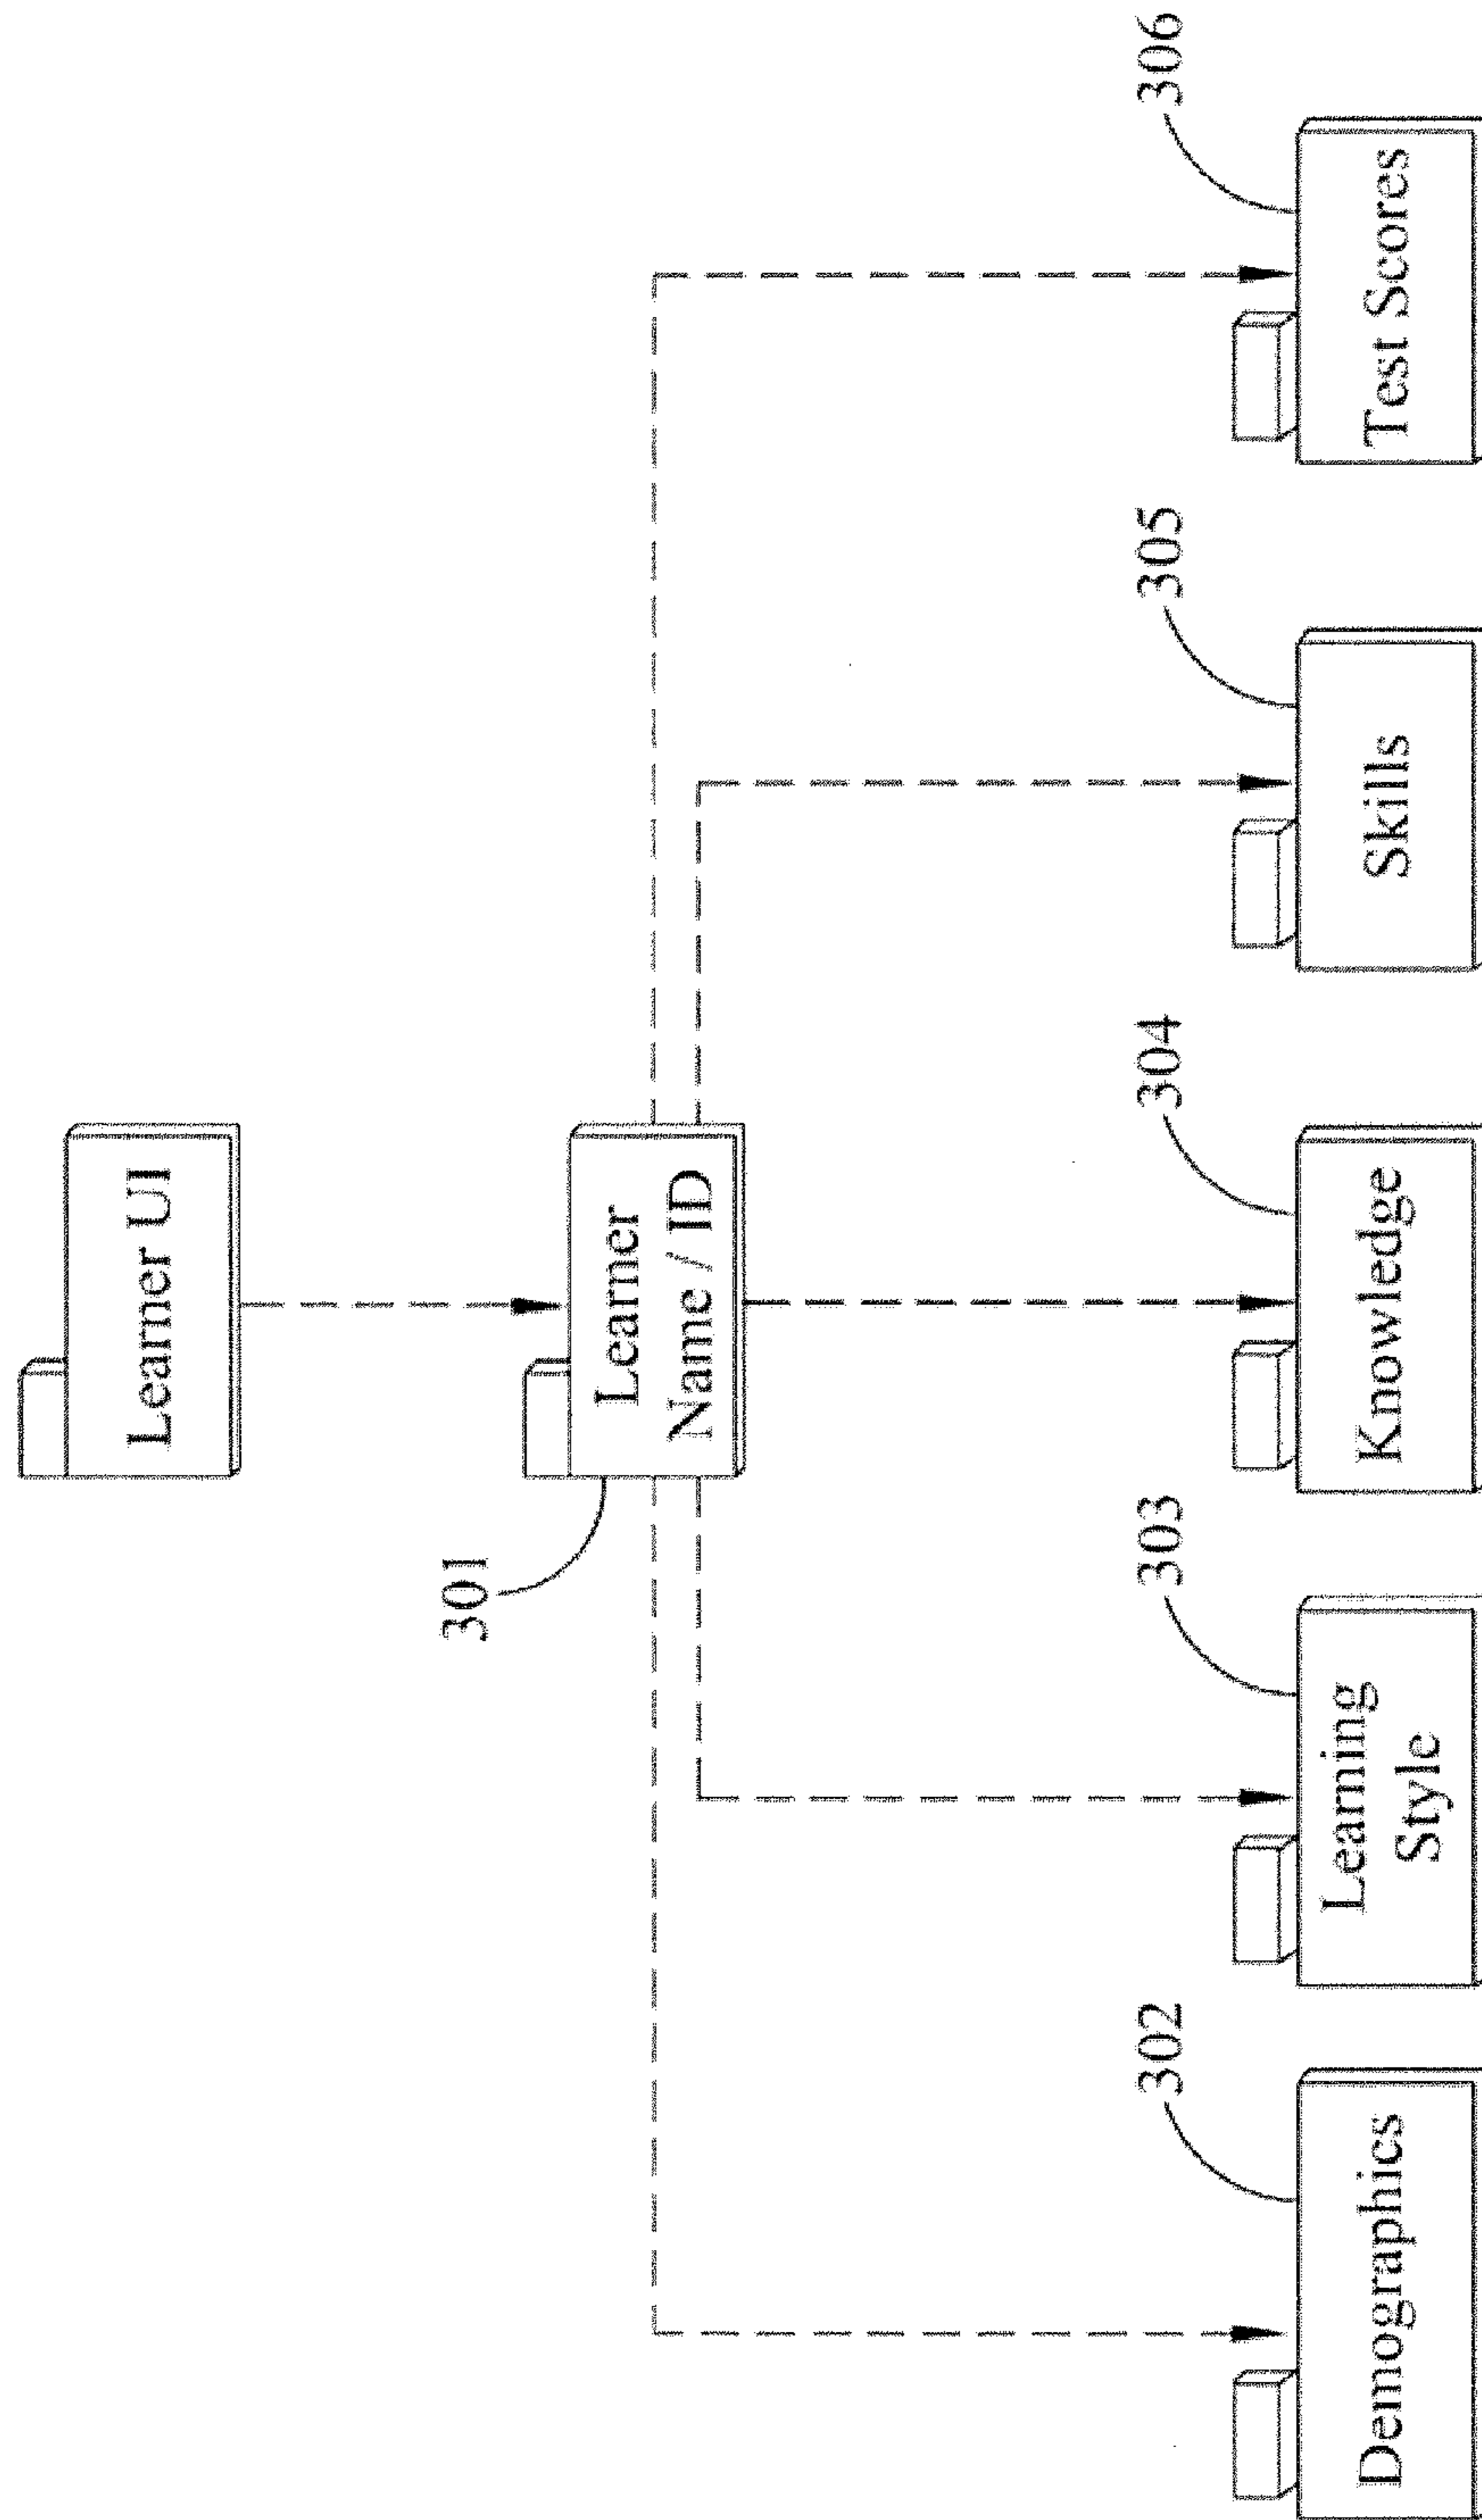 Learner UI
301
Learner
Name / ID
302
303
304
305
306
Demographics
Learning
Style
Knowledge
Skills
Test Scores